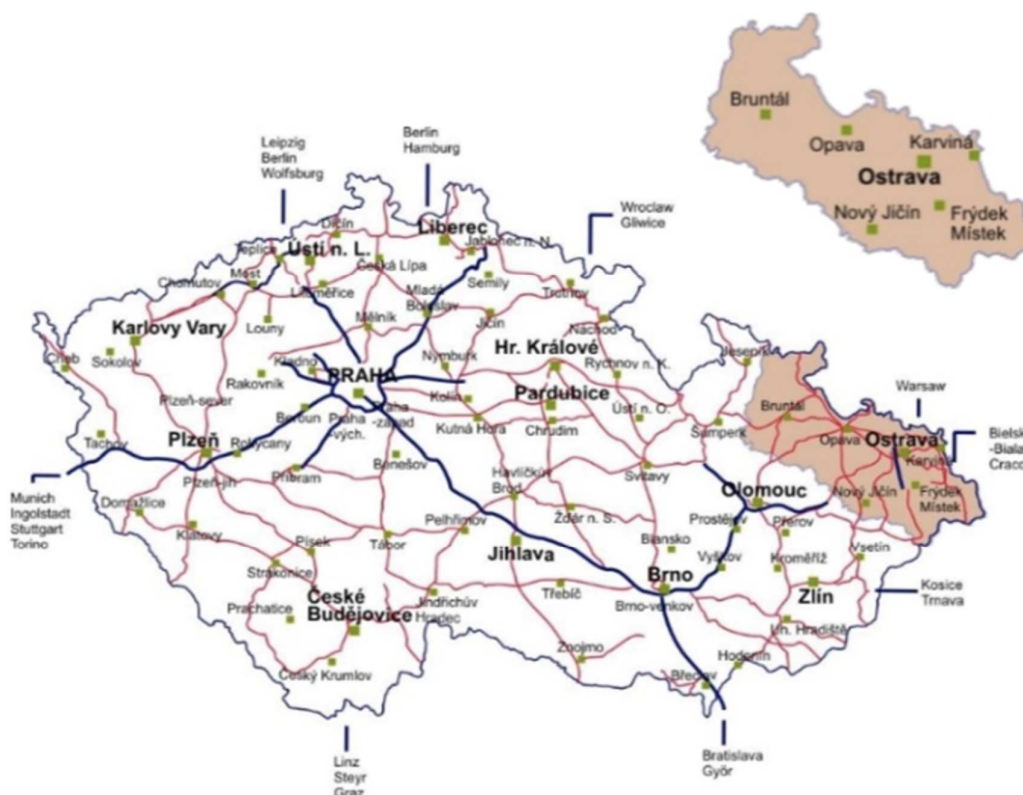 Bruntál
Opava
Karviná
Ostrava
Nový Jičín
Frýdek
Místek
Leipzig
Berlin
Wolfsburg
Berlin
Hamburg
Wroclaw
Gliwice
Děčín
Liberec
Jablonec n. N.
Teplice
Ústí n. L.
Česká Lípa
Most
Chomutov
Litoměřice
Semily
Mladá
Boleslav
Trutnov
Louny
Mělník
Jičín
Náchod
Karlovy Vary
Cheb
Sokolov
Hr. Králové
Jeseník
Kladno
Nymburk
Rychnov n. K.
PRAHA
Rakovník
Warsaw
Plzeň-sever
Kolín
Pardubice
Bruntál
Beroun
Praha
-vých.
Praha
-západ
Kutná Hora
Chrudim
Ústí n. O.
Šumperk
Opava
Ostrava
Bielsk
-Biala
Craco
Karviná
Tachov
Plzeň
Rokycany
Benešov
Plzeň-jih
Příbram
Havlíčkův
Brod
Svitavy
Olomouc
Nový Jičín
Frýdek
Místek
Munich
Ingolstadt
Stuttgart
Torino
Domažlice
Klatovy
Pelhřimov
Žďár n. S.
Prostějov
Přerov
Písek
Tábor
Jihlava
Blansko
Vyškov
Kroměříž
Vsetín
Strakonice
Brno
Třebíč
Brno-venkov
Zlín
Kosice
Trnava
Prachatice
České
Budějovice
Jindřichův
Hradec
Uh. Hradiště
Znojmo
Hodonín
Český Krumlov
Břeclav
Linz
Steyr
Graz
Bratislava
Györ